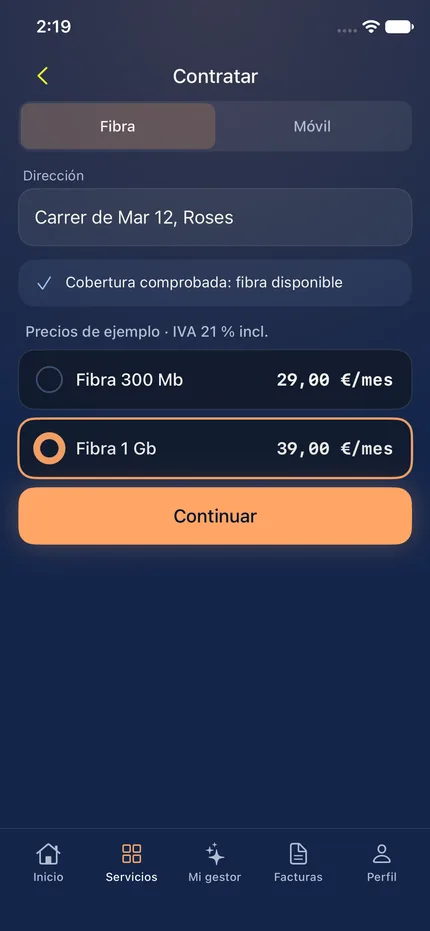 2:19
Contratar
Fibra
Móvil
Dirección
Carrer de Mar 12, Roses
Cobertura comprobada: fibra disponible
Precios de ejemplo · IVA 21 % incl.
Fibra 300 Mb 29,00 €/mes
Fibra 1 Gb 39,00 €/mes
Continuar
Inicio
Servicios
Mi gestor
Facturas
Perfil